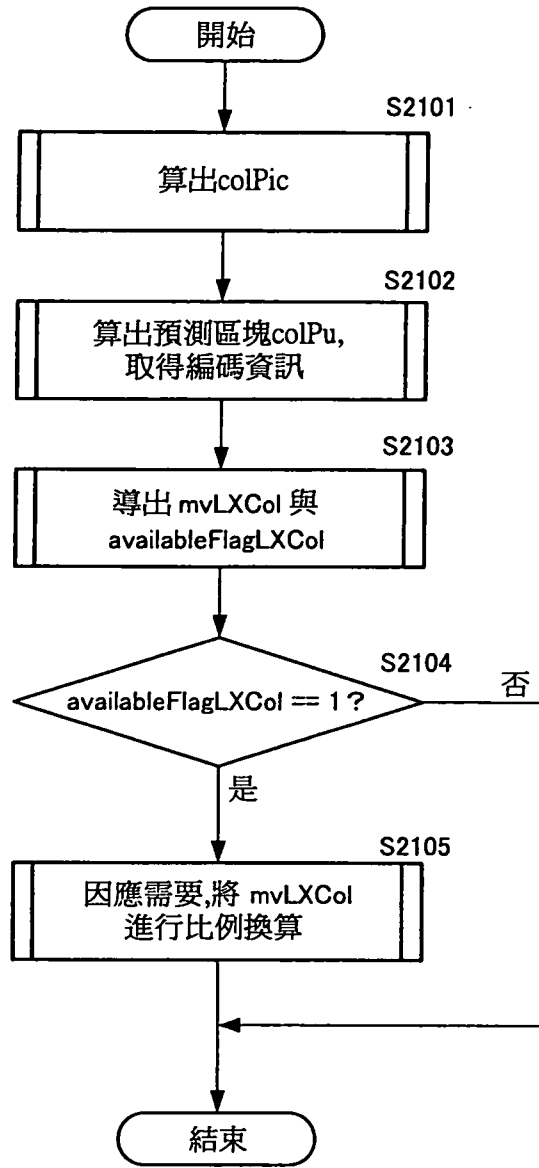 開始
S2101
算出colPic
S2102
算出預測區塊colPu,
取得編碼資訊
S2103
導出 mvLXCol 與
availableFlagLXCol
S2104
availableFlagLXCol == 1?
否
是
S2105
因應需要,將 mvLXCol
進行比例換算
結束